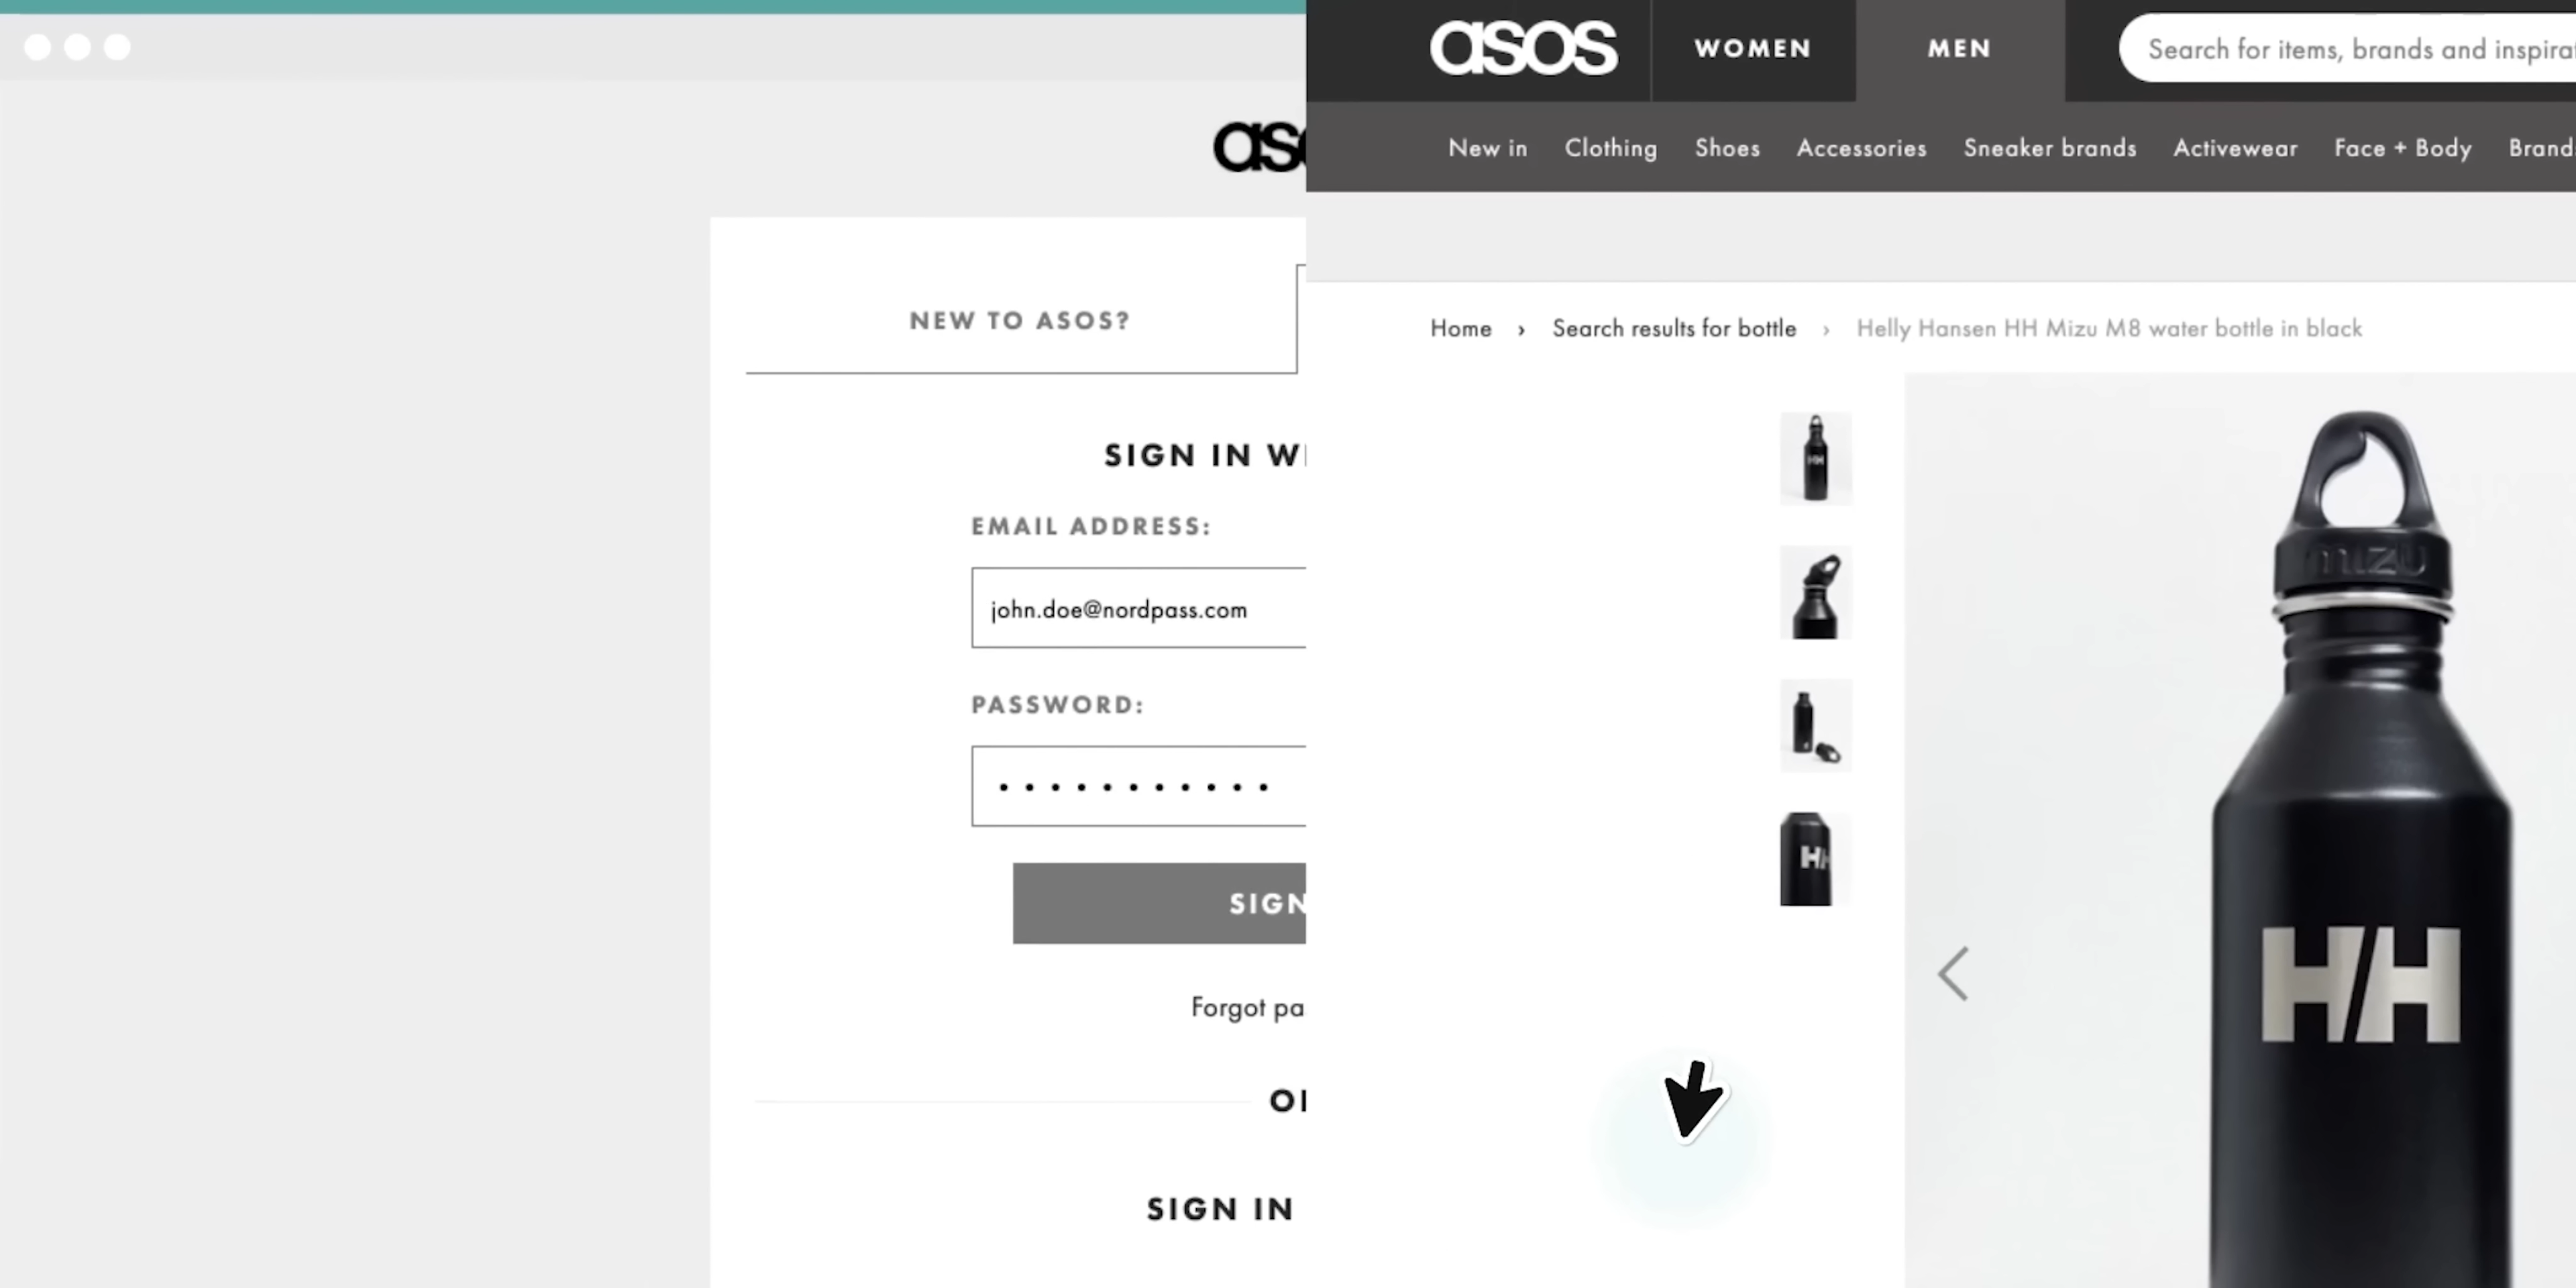 as
NEW TO ASOS?
SIGN IN W
EMAIL ADDRESS:
john.doe@nordpass.com
PASSWORD:
SIGN
Forgot pa
O
SIGN IN
asos
WOMEN
MEN
Search for items, brands and inspira
New in Clothing Shoes Accessories Sneaker brands Activewear Face + Body Brand
Home › Search results for bottle › Helly Hansen HH Mizu M8 water bottle in black
mizu
HH